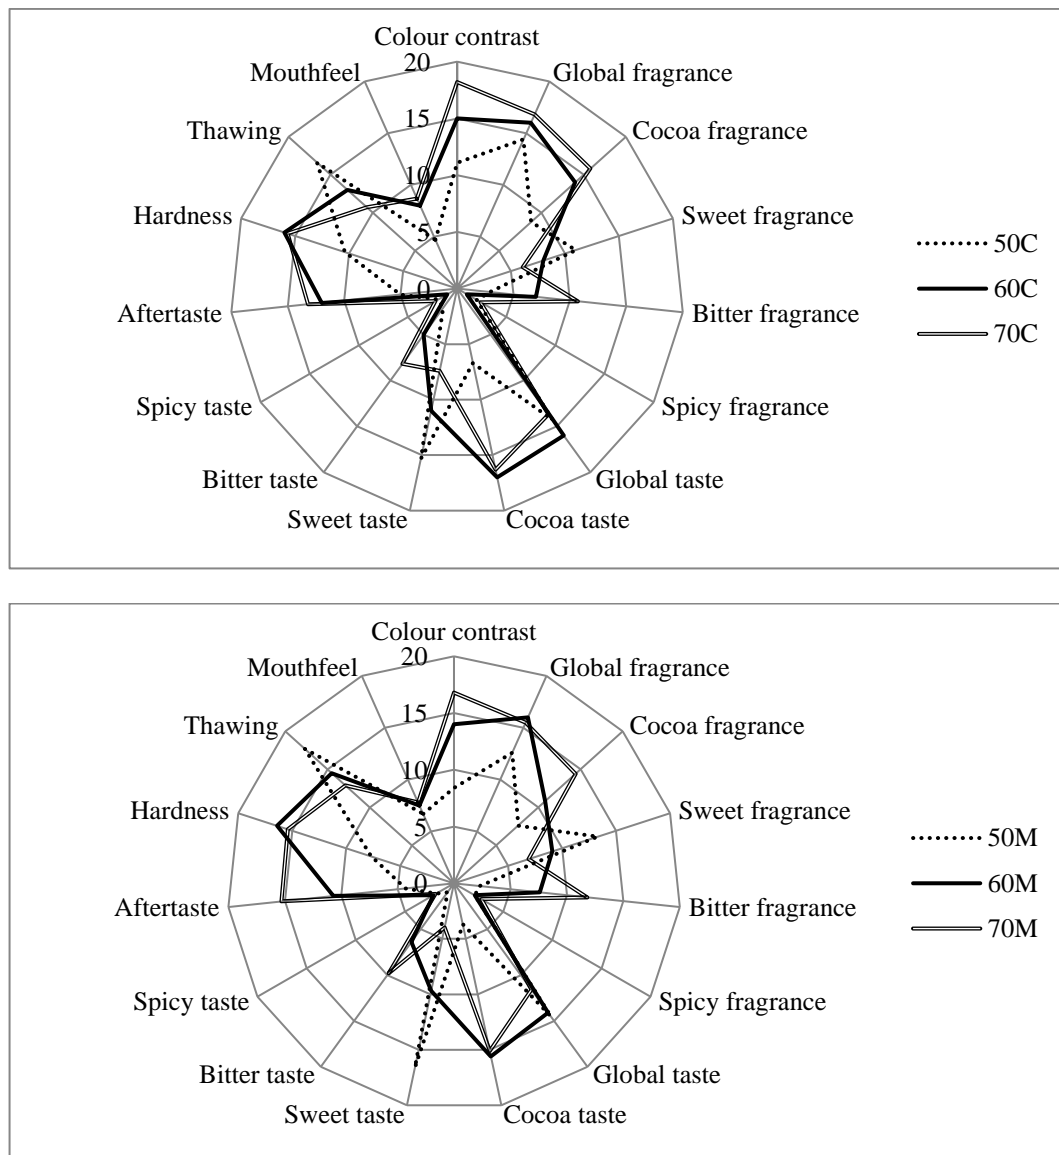 Colour contrast
20
Mouthfeel
Global fragrance
Thawing
15
Cocoa fragrance
10
Hardness
Sweet fragrance
5
50C
60C
70C
0
Aftertaste
Bitter fragrance
Spicy taste
Spicy fragrance
Bitter taste
Global taste
Sweet taste
Cocoa taste
Colour contrast
20
Mouthfeel
Global fragrance
Thawing
15
Cocoa fragrance
10
Hardness
Sweet fragrance
5
50M
60M
70M
0
Aftertaste
Bitter fragrance
Spicy taste
Spicy fragrance
Bitter taste
Global taste
Sweet taste
Cocoa taste